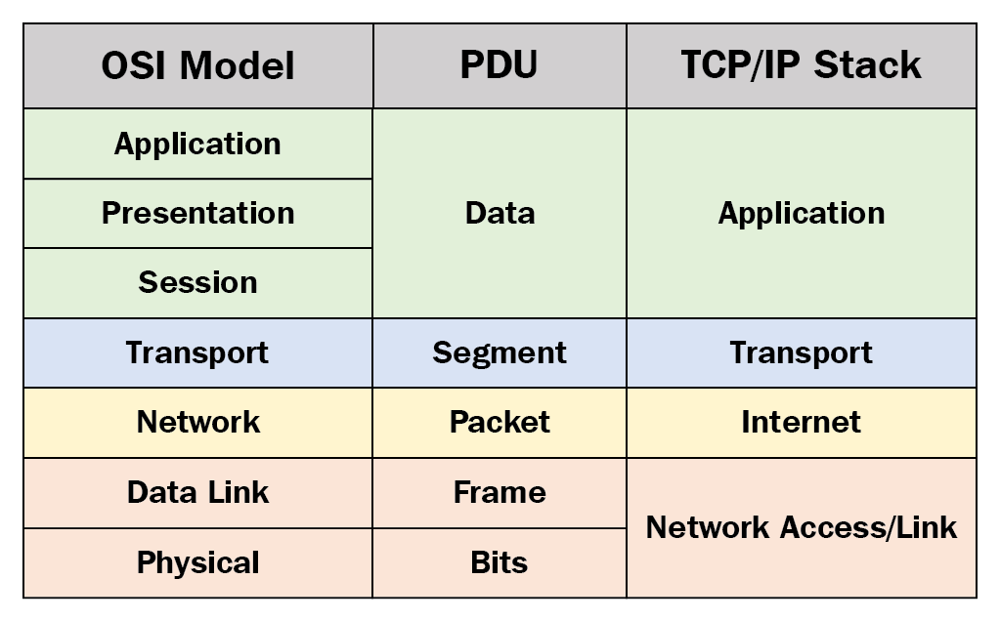 OSI Model PDU TCP/IP Stack
Application
Presentation Data Application
Session
Transport Segment Transport
Network Packet Internet
Data Link Frame
Network Access/Link
Physical Bits